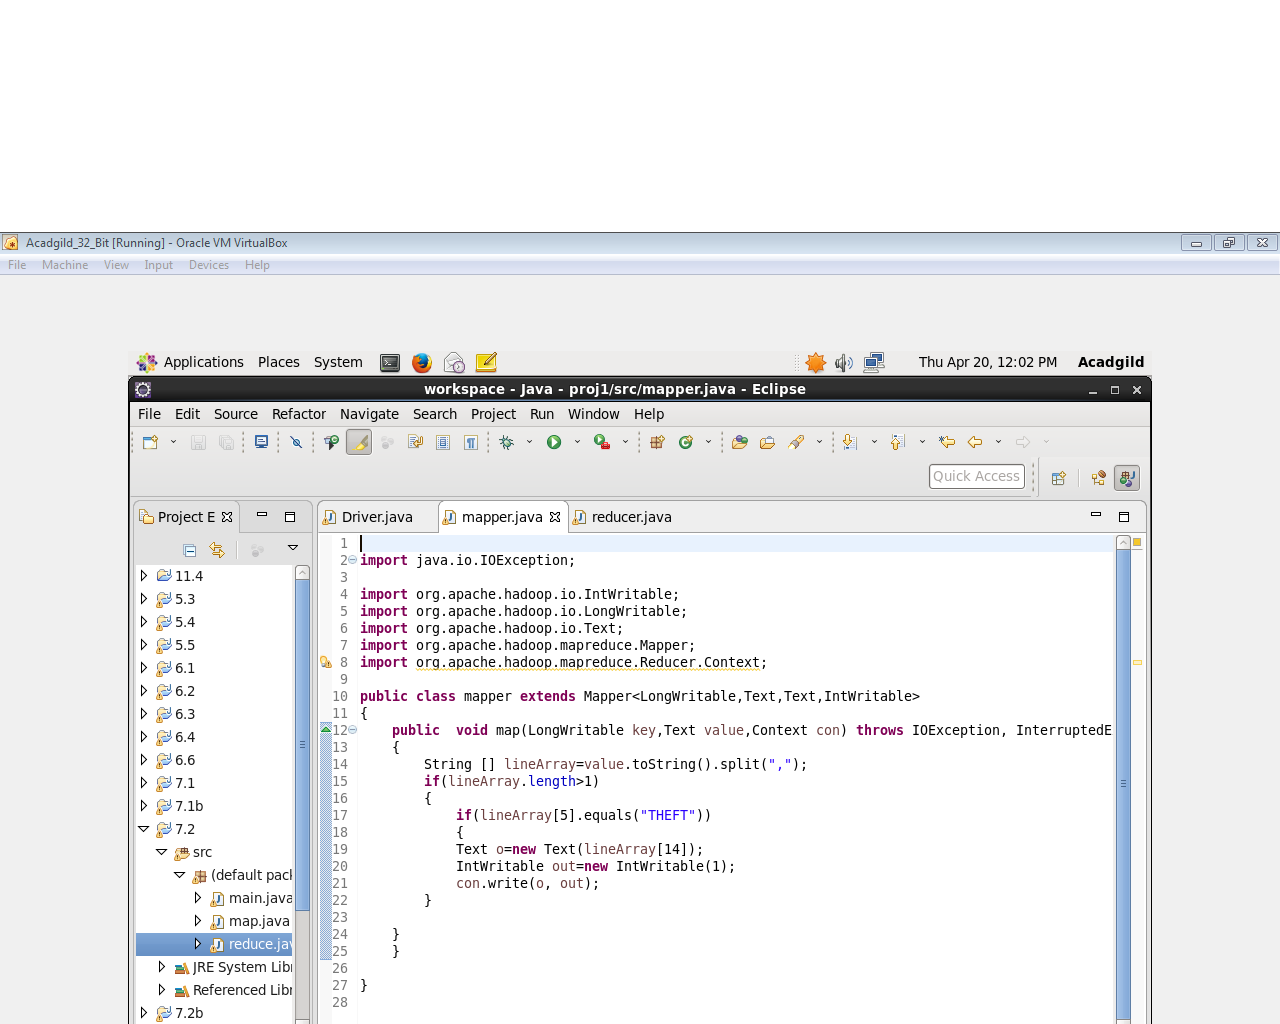 Acadgild_32_Bit [Running] - Oracle VM VirtualBox
File Machine View Input Devices Help
Applications Places System Thu Apr 20, 12:02 PM Acadgild
workspace - Java - proj1/src/mapper.java - Eclipse
File Edit Source Refactor Navigate Search Project Run Window Help
Quick Access
Project E
Driver.java mapper.java reducer.java
11.4
5.3
5.4
5.5
6.1
6.2
6.3
6.4
6.6
7.1
7.1b
7.2
src
(default pack
main.java
map.java
reduce.jav
JRE System Libr
Referenced Libr
7.2b
1
2 import java.io.IOException;
3
4 import org.apache.hadoop.io.IntWritable;
5 import org.apache.hadoop.io.LongWritable;
6 import org.apache.hadoop.io.Text;
7 import org.apache.hadoop.mapreduce.Mapper;
8 import org.apache.hadoop.mapreduce.Reducer.Context;
9
10 public class mapper extends Mapper<LongWritable,Text,Text,IntWritable>
11 {
12     public  void map(LongWritable key,Text value,Context con) throws IOException, InterruptedE
13     {
14         String [] lineArray=value.toString().split(",");
15         if(lineArray.length>1)
16         {
17             if(lineArray[5].equals("THEFT"))
18             {
19             Text o=new Text(lineArray[14]);
20             IntWritable out=new IntWritable(1);
21             con.write(o, out);
22         }
23
24     }
25     }
26
27 }
28